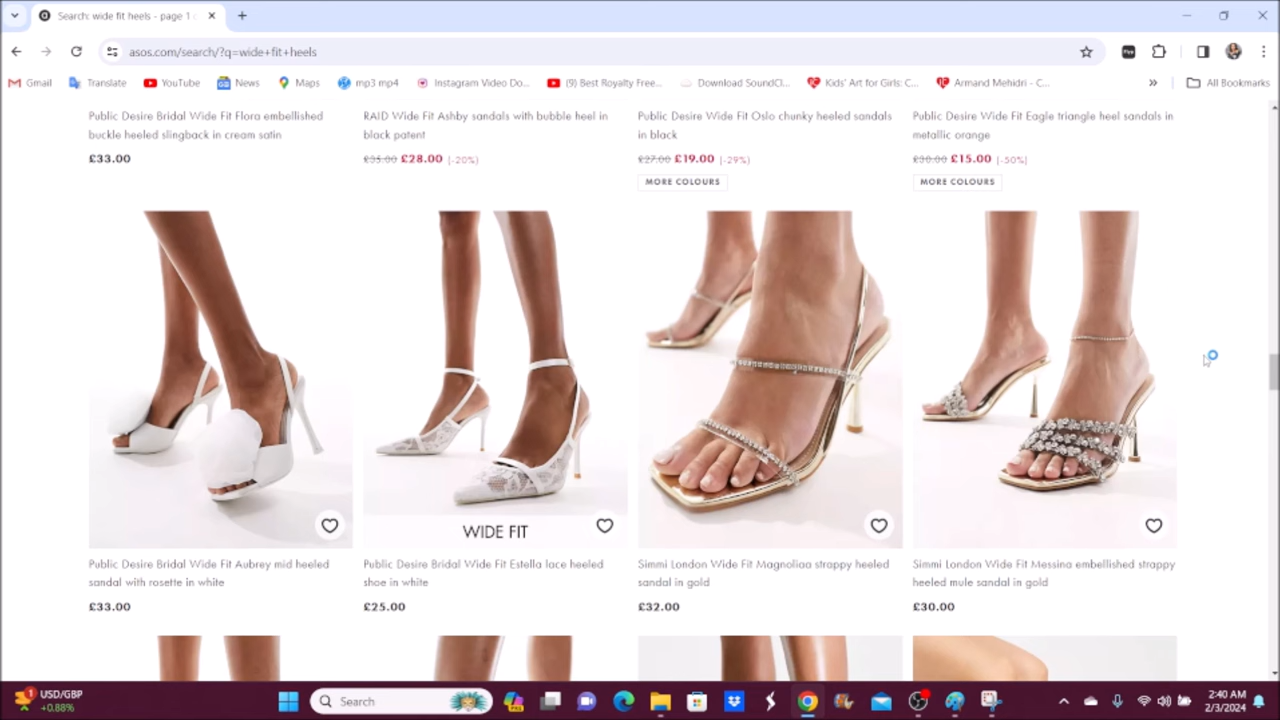 Search: wide fit heels - page 1
asos.com/search/?q=wide+fit+heels
Gmail
Translate
YouTube
News
Maps
mp3 mp4
Instagram Video Do...
(9) Best Royalty Free...
Download SoundCl...
Kids' Art for Girls: C...
Armand Mehidri - C...
»
All Bookmarks
Public Desire Bridal Wide Fit Flora embellished
buckle heeled slingback in cream satin
£33.00
RAID Wide Fit Ashby sandals with bubble heel in
black patent
£35.00 £28.00 (-20%)
Public Desire Wide Fit Oslo chunky heeled sandals
in black
£27.00 £19.00 (-29%)
MORE COLOURS
Public Desire Wide Fit Eagle triangle heel sandals in
metallic orange
£30.00 £15.00 (-50%)
MORE COLOURS
WIDE FIT
Public Desire Bridal Wide Fit Aubrey mid heeled
sandal with rosette in white
£33.00
Public Desire Bridal Wide Fit Estella lace heeled
shoe in white
£25.00
Simmi London Wide Fit Magnoliaa strappy heeled
sandal in gold
£32.00
Simmi London Wide Fit Messina embellished strappy
heeled mule sandal in gold
£30.00
1
USD/GBP
+0.88%
Search
2:40 AM
2/3/2024